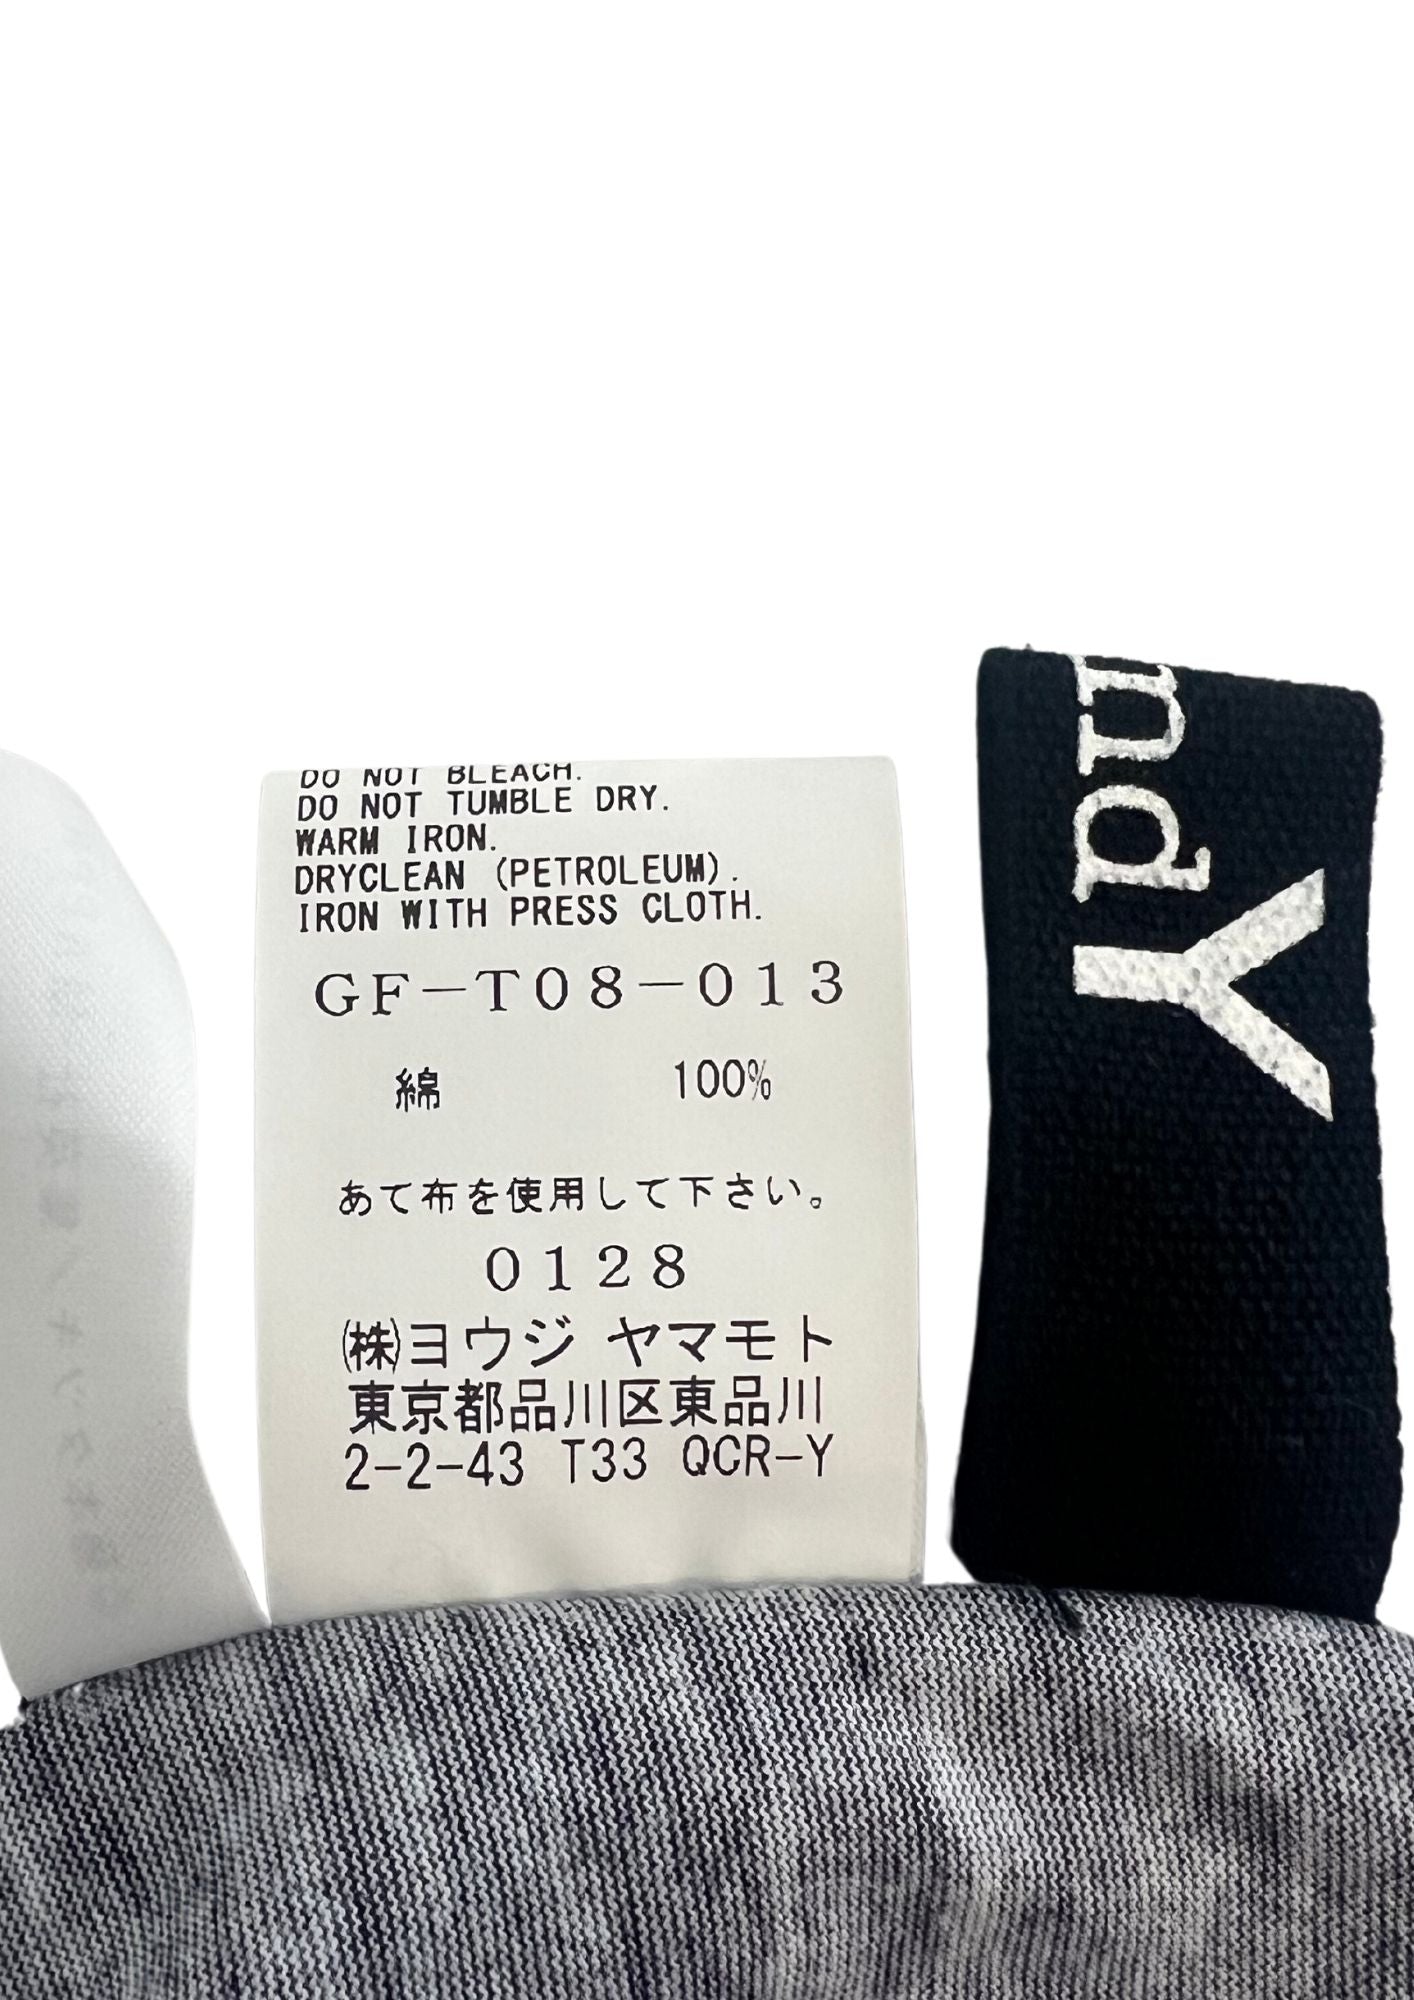 DO NOT BLEACH.
DO NOT TUMBLE DRY.
WARM IRON.
DRYCLEAN (PETROLEUM).
IRON WITH PRESS CLOTH.
GF－T08－013
綿 100%
あて布を使用して下さい。
0128
㈱ヨウジ ヤマモト
東京都品川区東品川
2-2-43 T33 QCR-Y
ndY